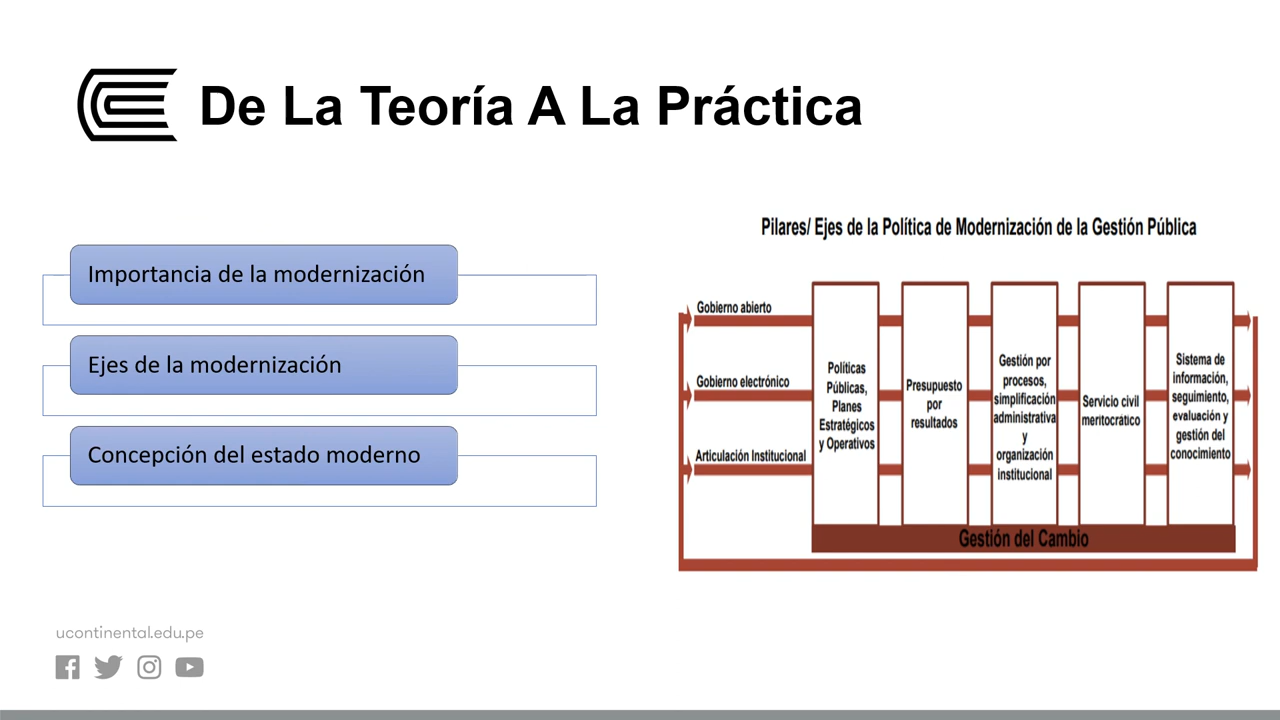 De La Teoría A La Práctica
Importancia de la modernización
Ejes de la modernización
Concepción del estado moderno
Pilares/ Ejes de la Política de Modernización de la Gestión Pública
Gobierno abierto
Gobierno electrónico
Articulación Institucional
Políticas
Públicas,
Planes
Estratégicos
y Operativos
Presupuesto
por
resultados
Gestión por
procesos,
simplificación
administrativa
y
organización
institucional
Servicio civil
meritocrático
Sistema de
información,
seguimiento,
evaluación y
gestión del
conocimiento
Gestión del Cambio
ucontinental.edu.pe